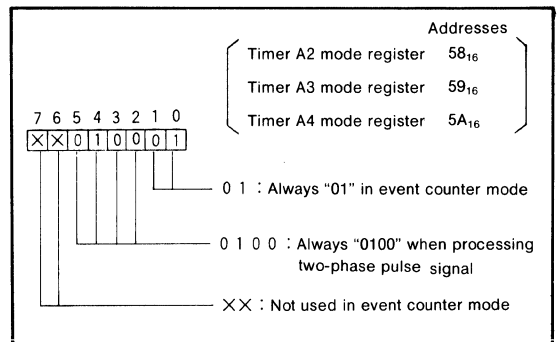 Addresses
Timer A2 mode register 58₁₆
Timer A3 mode register 59₁₆
Timer A4 mode register 5A₁₆
7 6 5 4 3 2 1 0
X X 0 1 0 0 0 1
0 1 : Always “01” in event counter mode
0 1 0 0 : Always “0100” when processing
two-phase pulse signal
XX : Not used in event counter mode